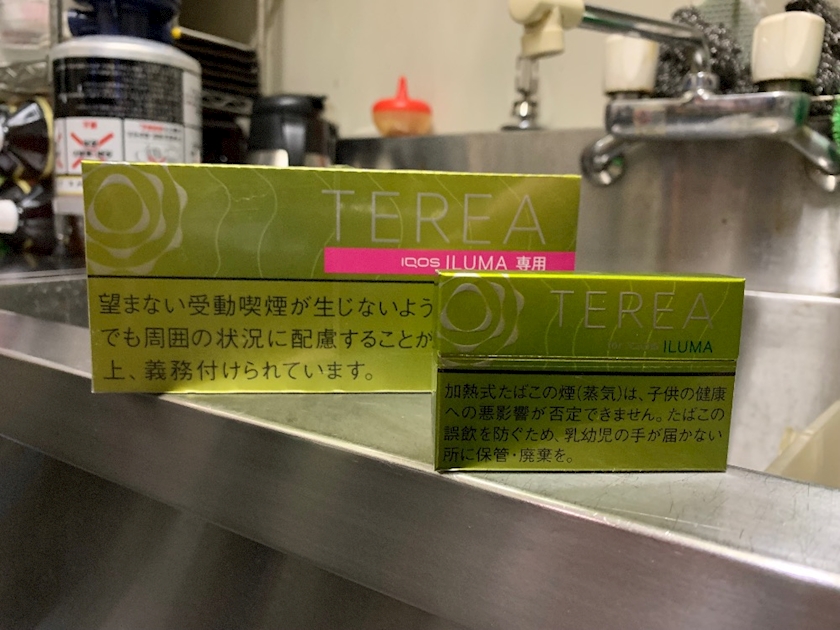 TEREA
IQOS ILUMA 専用
望まない受動喫煙が生じないよう
でも周囲の状況に配慮することが
上、義務付けられています。
TEREA
ILUMA
加熱式たばこの煙(蒸気)は、子供の健康
への悪影響が否定できません。たばこの
誤飲を防ぐため、乳幼児の手が届かない
所に保管・廃棄を。